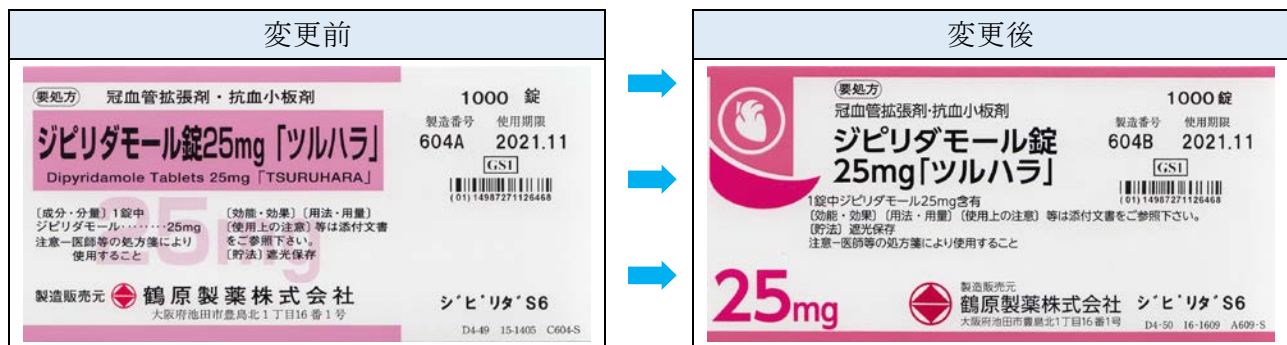 変更前
要処方
冠血管拡張剤・抗血小板剤
ジピリダモール錠25mg「ツルハラ」
Dipyridamole Tablets 25mg「TSURUHARA」
25mg
〔成分・分量〕1錠中
ジピリダモール‥‥‥‥25mg
注意－医師等の処方箋により
使用すること
〔効能・効果〕〔用法・用量〕
〔使用上の注意〕等は添付文書
をご参照下さい。
〔貯法〕遮光保存
製造販売元 鶴原製薬株式会社
大阪府池田市豊島北1丁目16番1号
1000 錠
製造番号 使用期限
604A 2021.11
GS1
(01)14987271126468
ジピリダS6
D4-49 15-1405 C604-S
変更後
要処方
冠血管拡張剤・抗血小板剤
ジピリダモール錠
25mg「ツルハラ」
1錠中ジピリダモール25mg含有
〔効能・効果〕〔用法・用量〕〔使用上の注意〕等は添付文書をご参照下さい。
〔貯法〕遮光保存
注意－医師等の処方箋により使用すること
25mg
製造販売元
鶴原製薬株式会社
大阪府池田市豊島北1丁目16番1号
1000錠
製造番号 使用期限
604B 2021.11
GS1
(01)14987271126468
ジピリダS6
D4-50 16-1609 A609-S